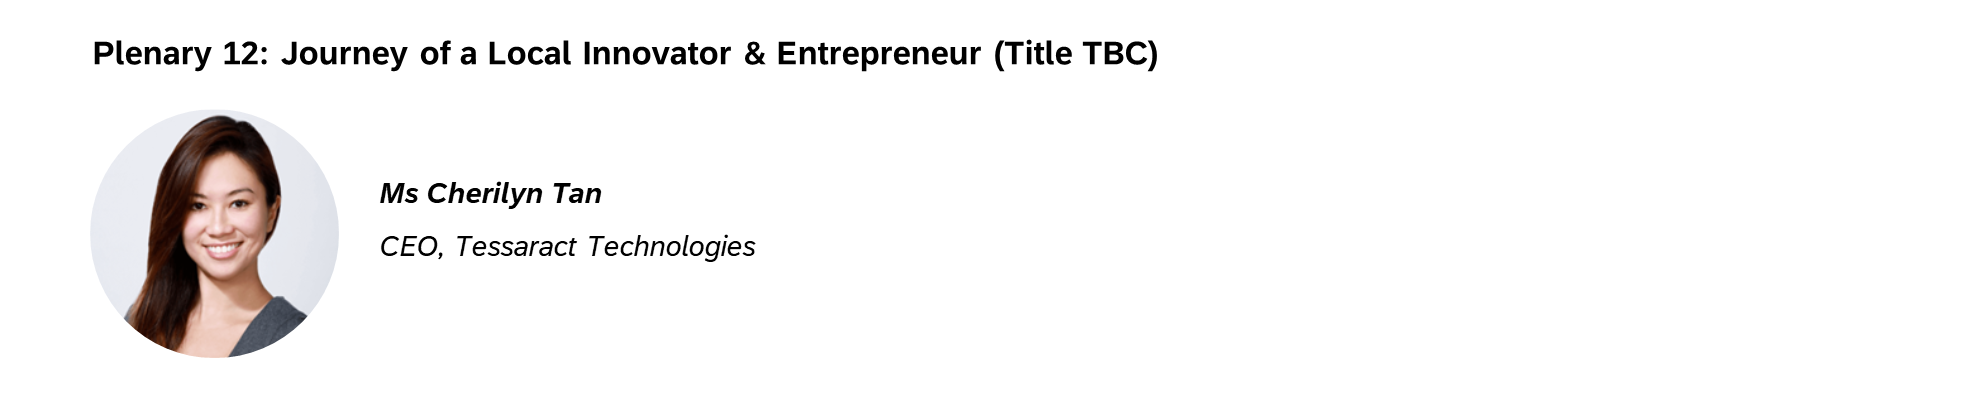 Plenary 12: Journey of a Local Innovator & Entrepreneur (Title TBC)
Ms Cherilyn Tan
CEO, Tessaract Technologies